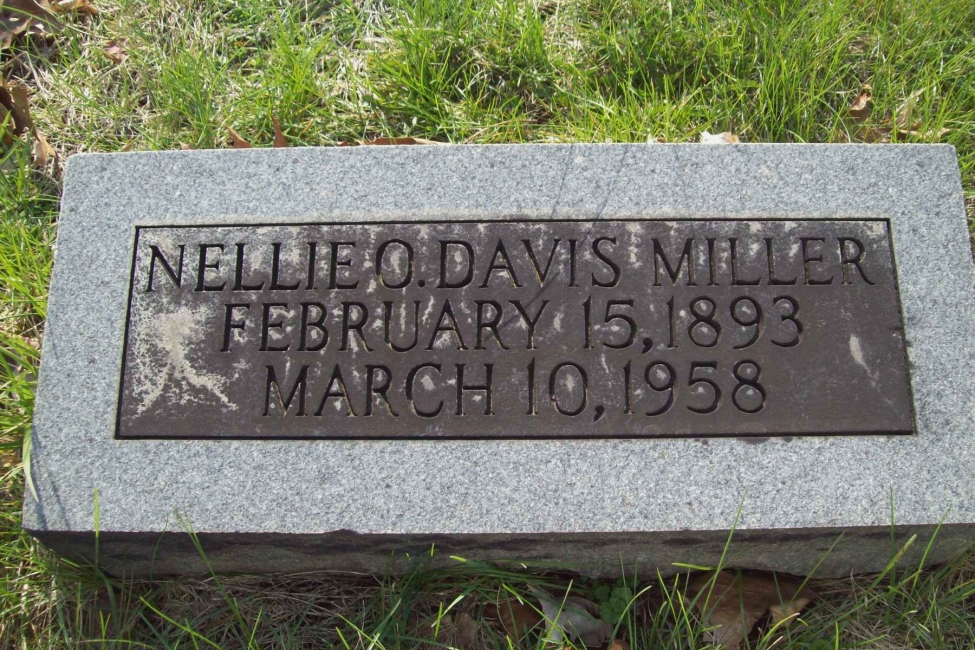 NELLIE O. DAVIS MILLER
FEBRUARY 15, 1893
MARCH 10, 1958